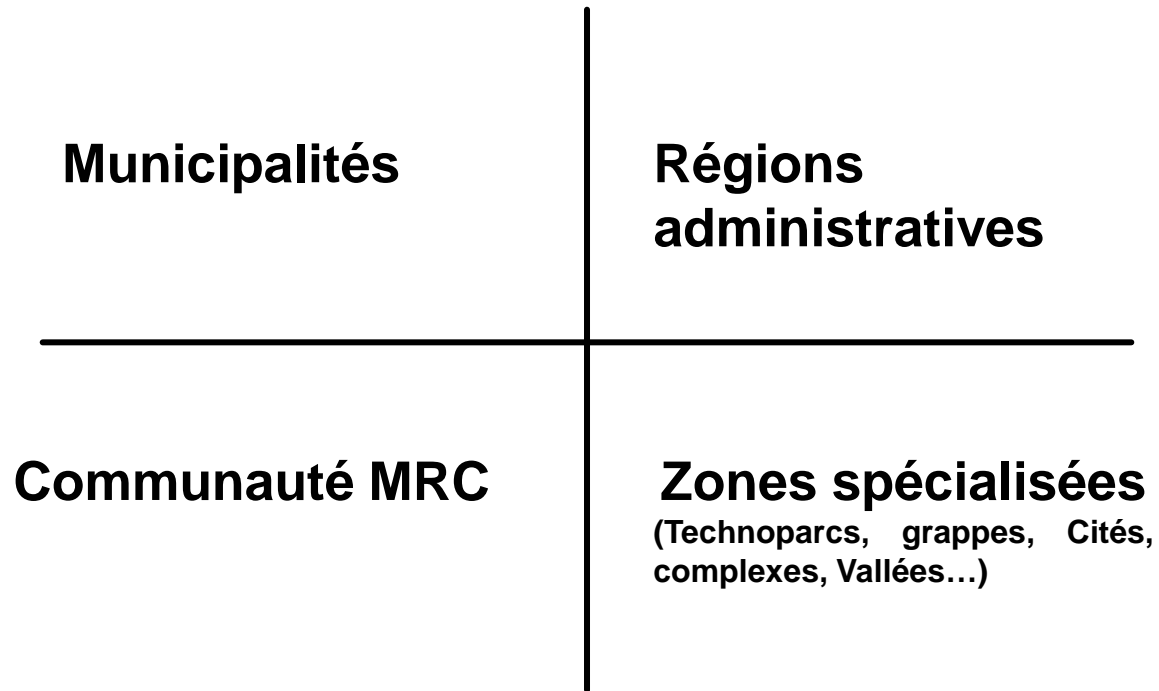 Municipalités
Régions
administratives
Communauté MRC
Zones spécialisées
(Technoparcs, grappes, Cités,
complexes, Vallées…)